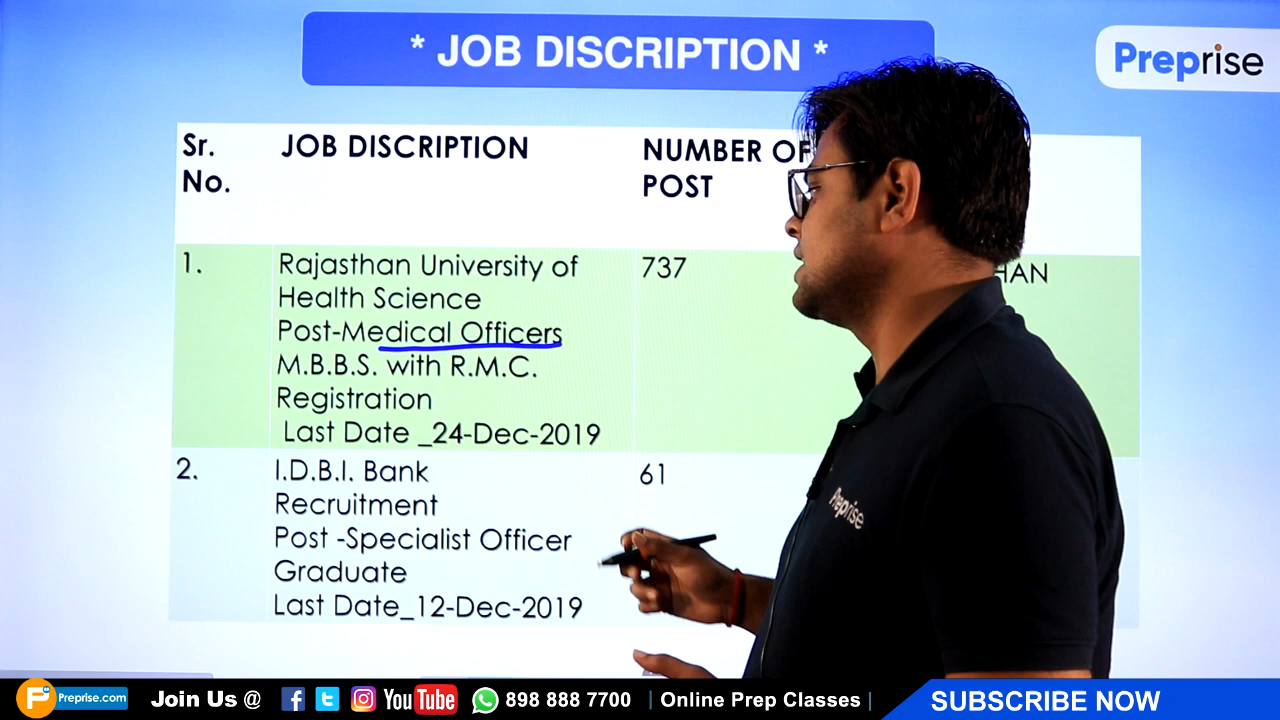 * JOB DISCRIPTION *
Preprise
Sr.
No.
JOB DISCRIPTION
NUMBER OF
POST
1.
Rajasthan University of
Health Science
Post-Medical Officers
M.B.B.S. with R.M.C.
Registration
Last Date _24-Dec-2019
737
2.
I.D.B.I. Bank
Recruitment
Post -Specialist Officer
Graduate
Last Date_12-Dec-2019
61
Preprise
Preprise.com
Join Us @
You Tube
898 888 7700
| Online Prep Classes |
SUBSCRIBE NOW